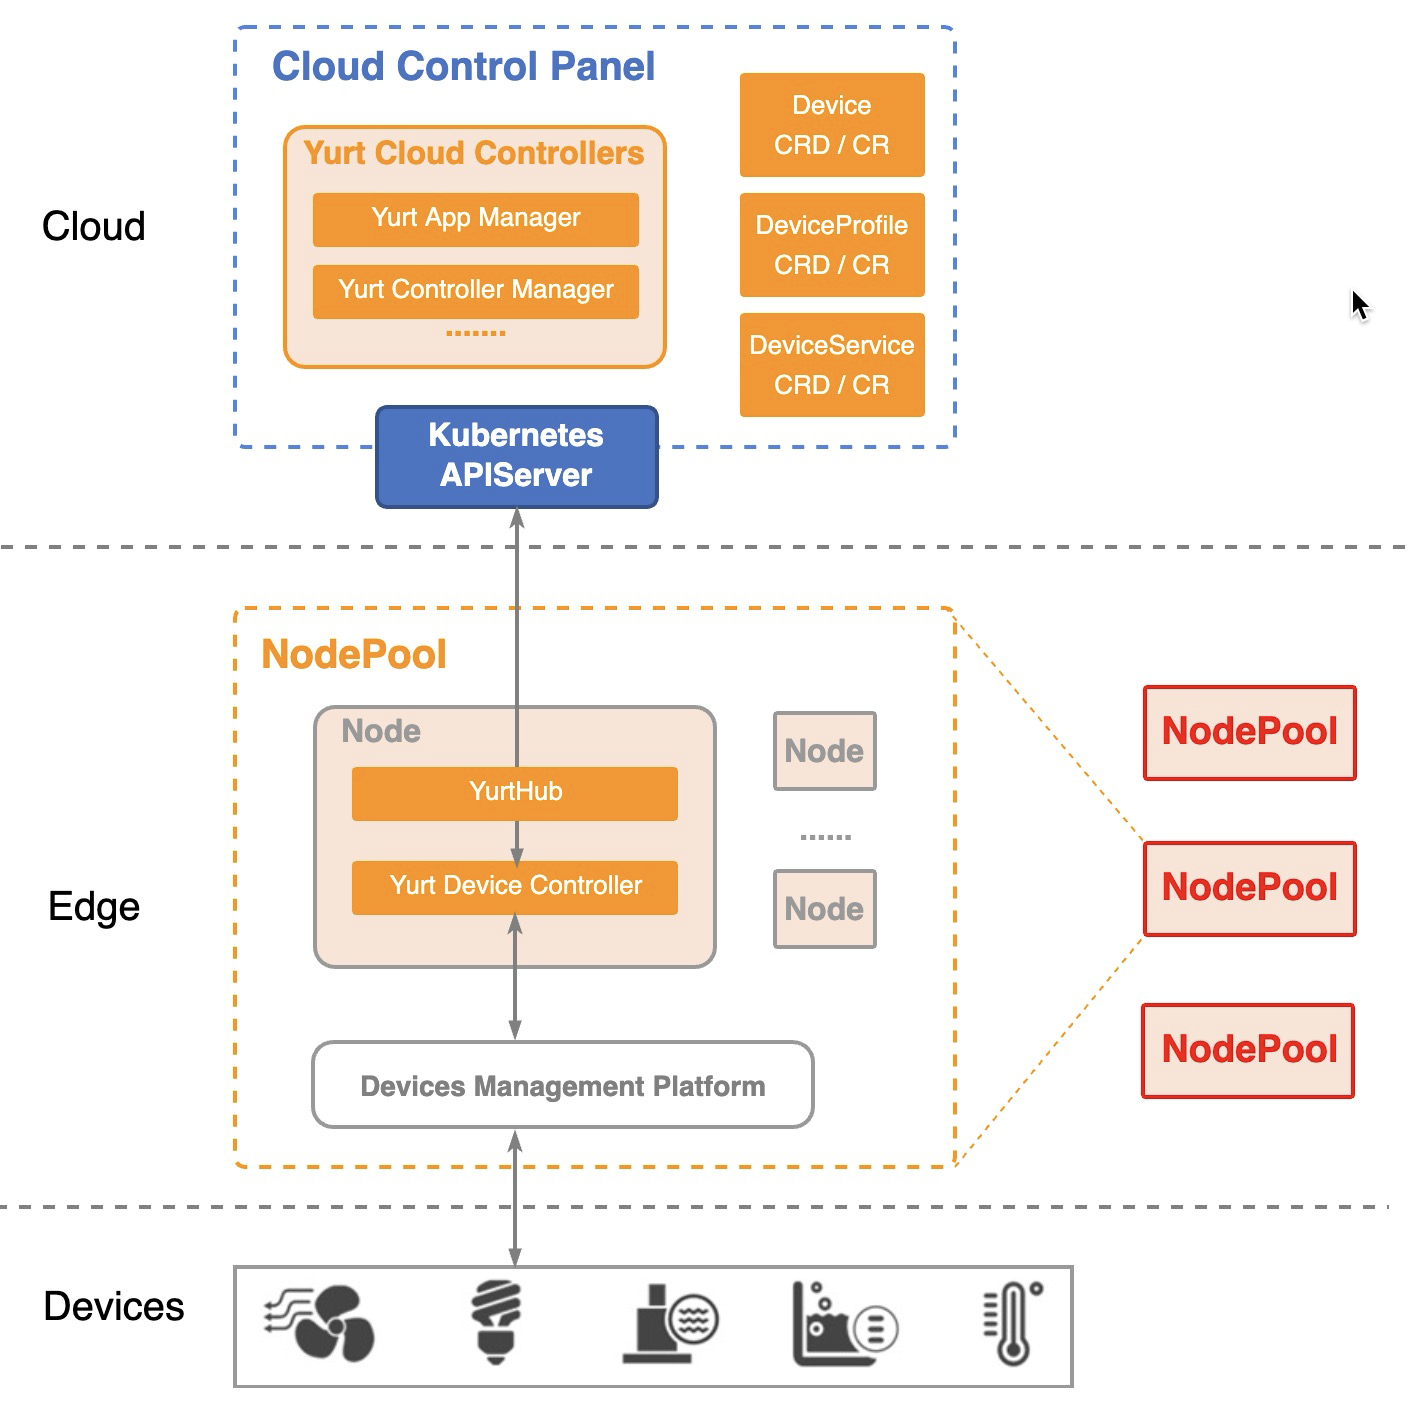 Cloud Control Panel
Yurt Cloud Controllers
Yurt App Manager
Yurt Controller Manager
.......
Device
CRD / CR
DeviceProfile
CRD / CR
DeviceService
CRD / CR
Cloud
Kubernetes
APIServer
NodePool
Node
YurtHub
Yurt Device Controller
Node
......
Node
Edge
Devices Management Platform
NodePool
NodePool
NodePool
Devices